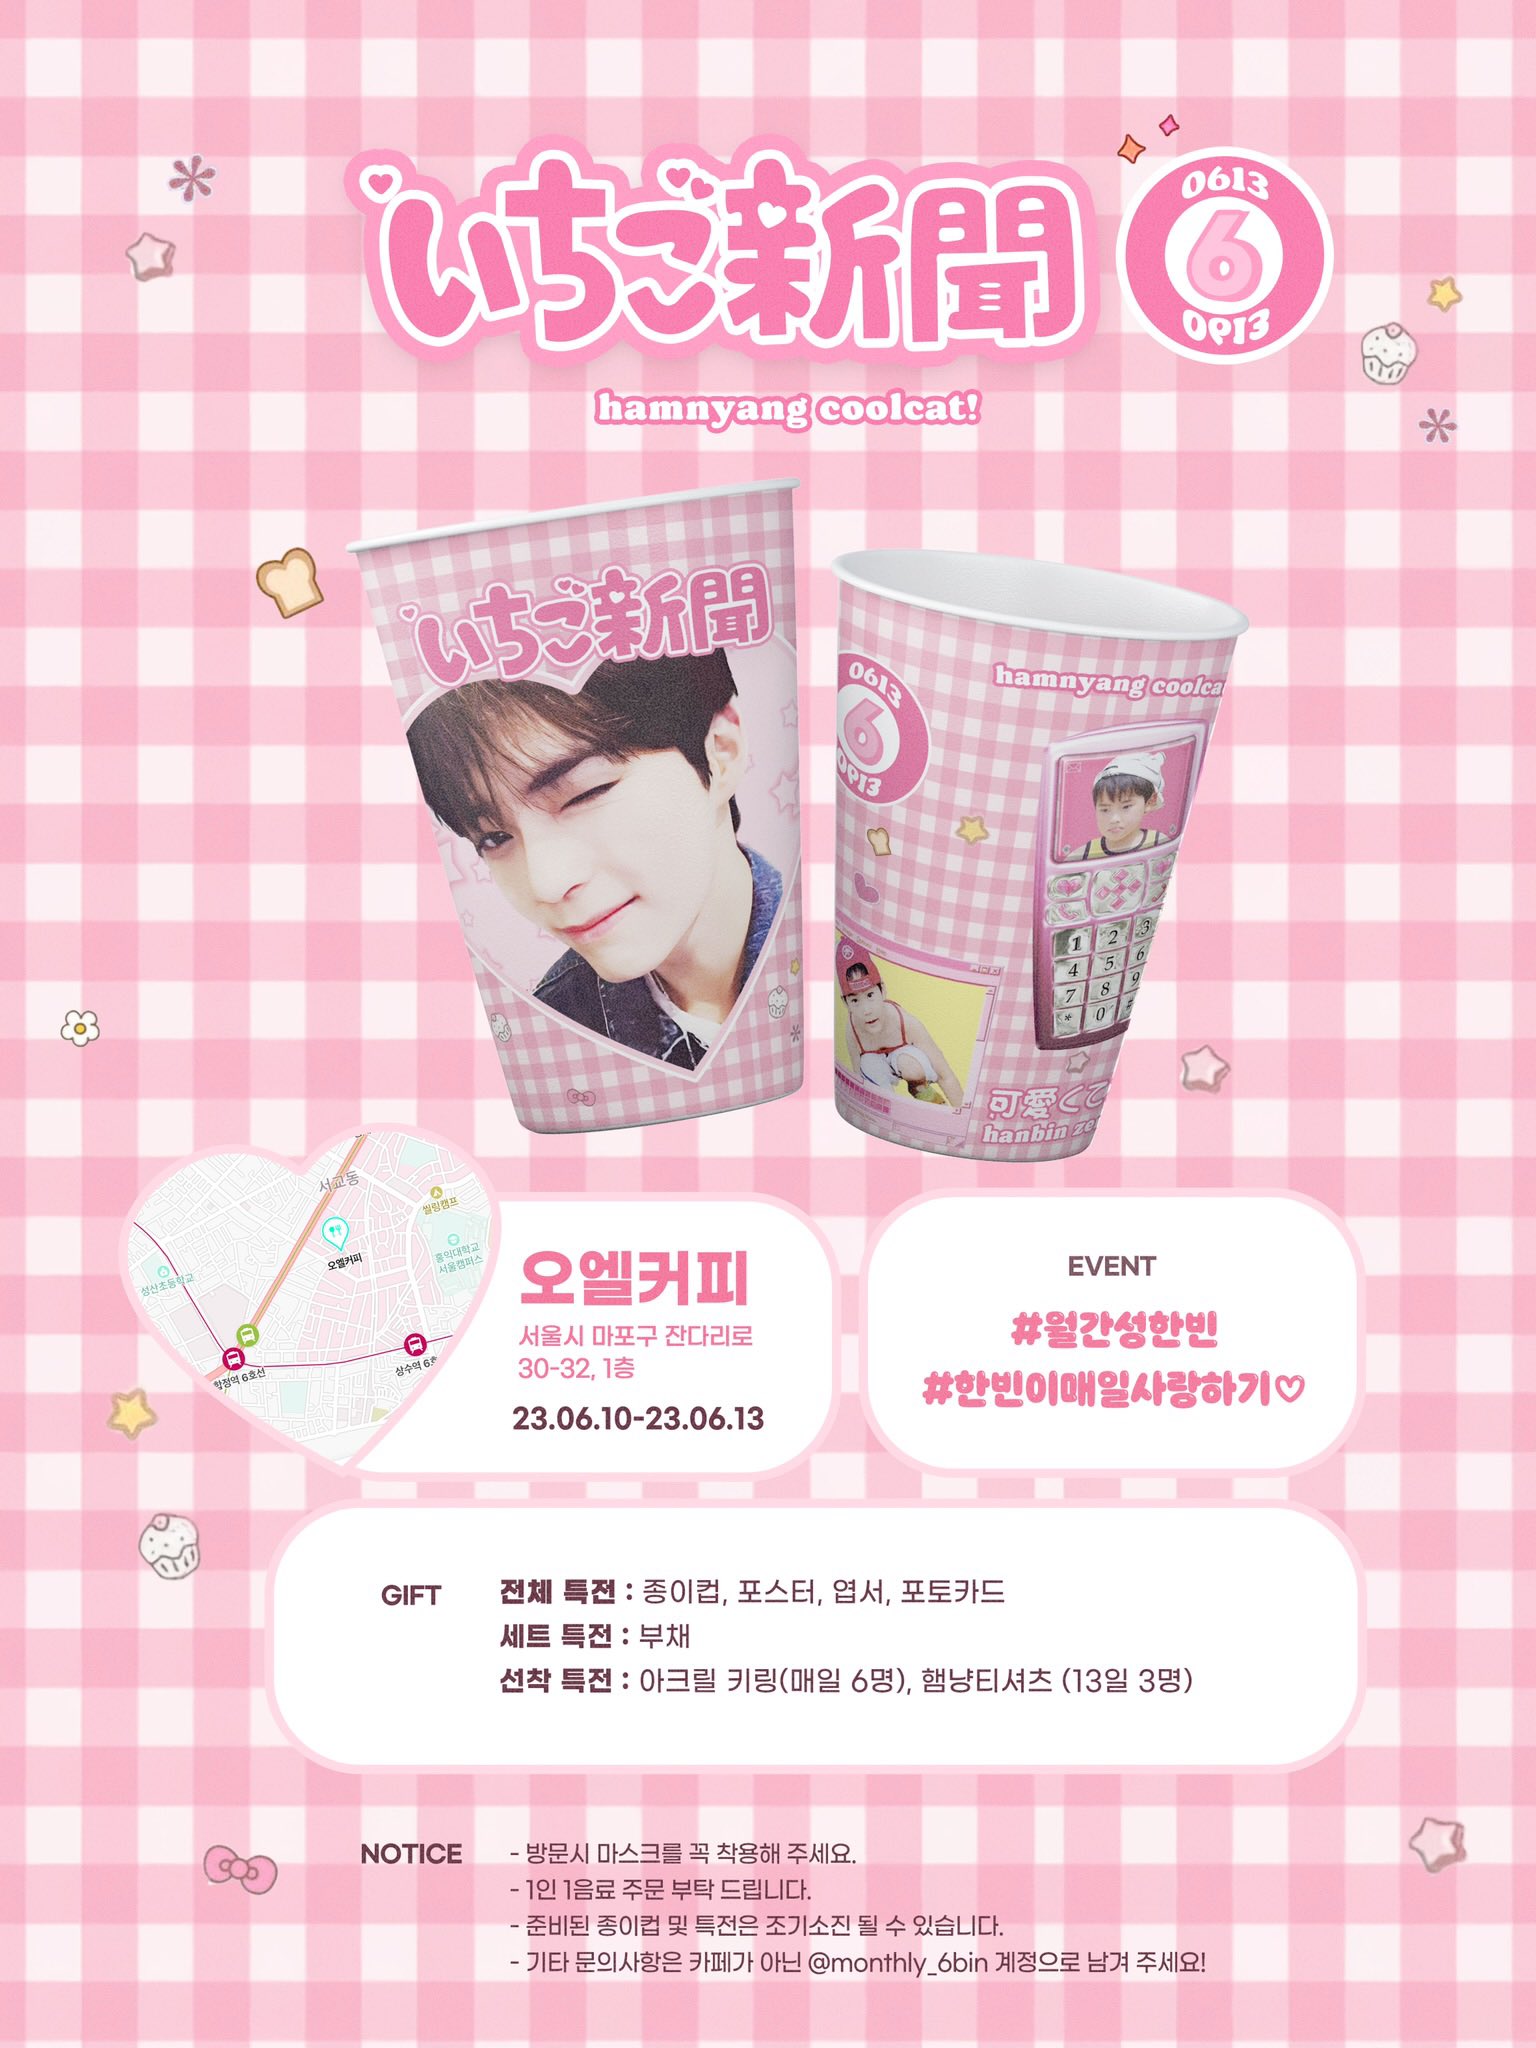 いちご新聞
0613
6
0613
hamnyang coolcat!
いちご新聞
0613
6
0613
hamnyang coolca
1 2 3
4 5 6
7 8 9
* 0 #
可愛くて
hanbin ze
서교동
씰링캠프
오엘커피
홍익대학교
서울캠퍼스
성산초등학교
합정역 6호선
상수역 6호
오엘커피
서울시 마포구 잔다리로
30-32, 1층
23.06.10-23.06.13
EVENT
#월간성한빈
#한빈이매일사랑하기♡
GIFT
전체 특전 : 종이컵, 포스터, 엽서, 포토카드
세트 특전 : 부채
선착 특전 : 아크릴 키링(매일 6명), 햄냥티셔츠 (13일 3명)
NOTICE
- 방문시 마스크를 꼭 착용해 주세요.
- 1인 1음료 주문 부탁 드립니다.
- 준비된 종이컵 및 특전은 조기소진 될 수 있습니다.
- 기타 문의사항은 카페가 아닌 @monthly_6bin 계정으로 남겨 주세요!